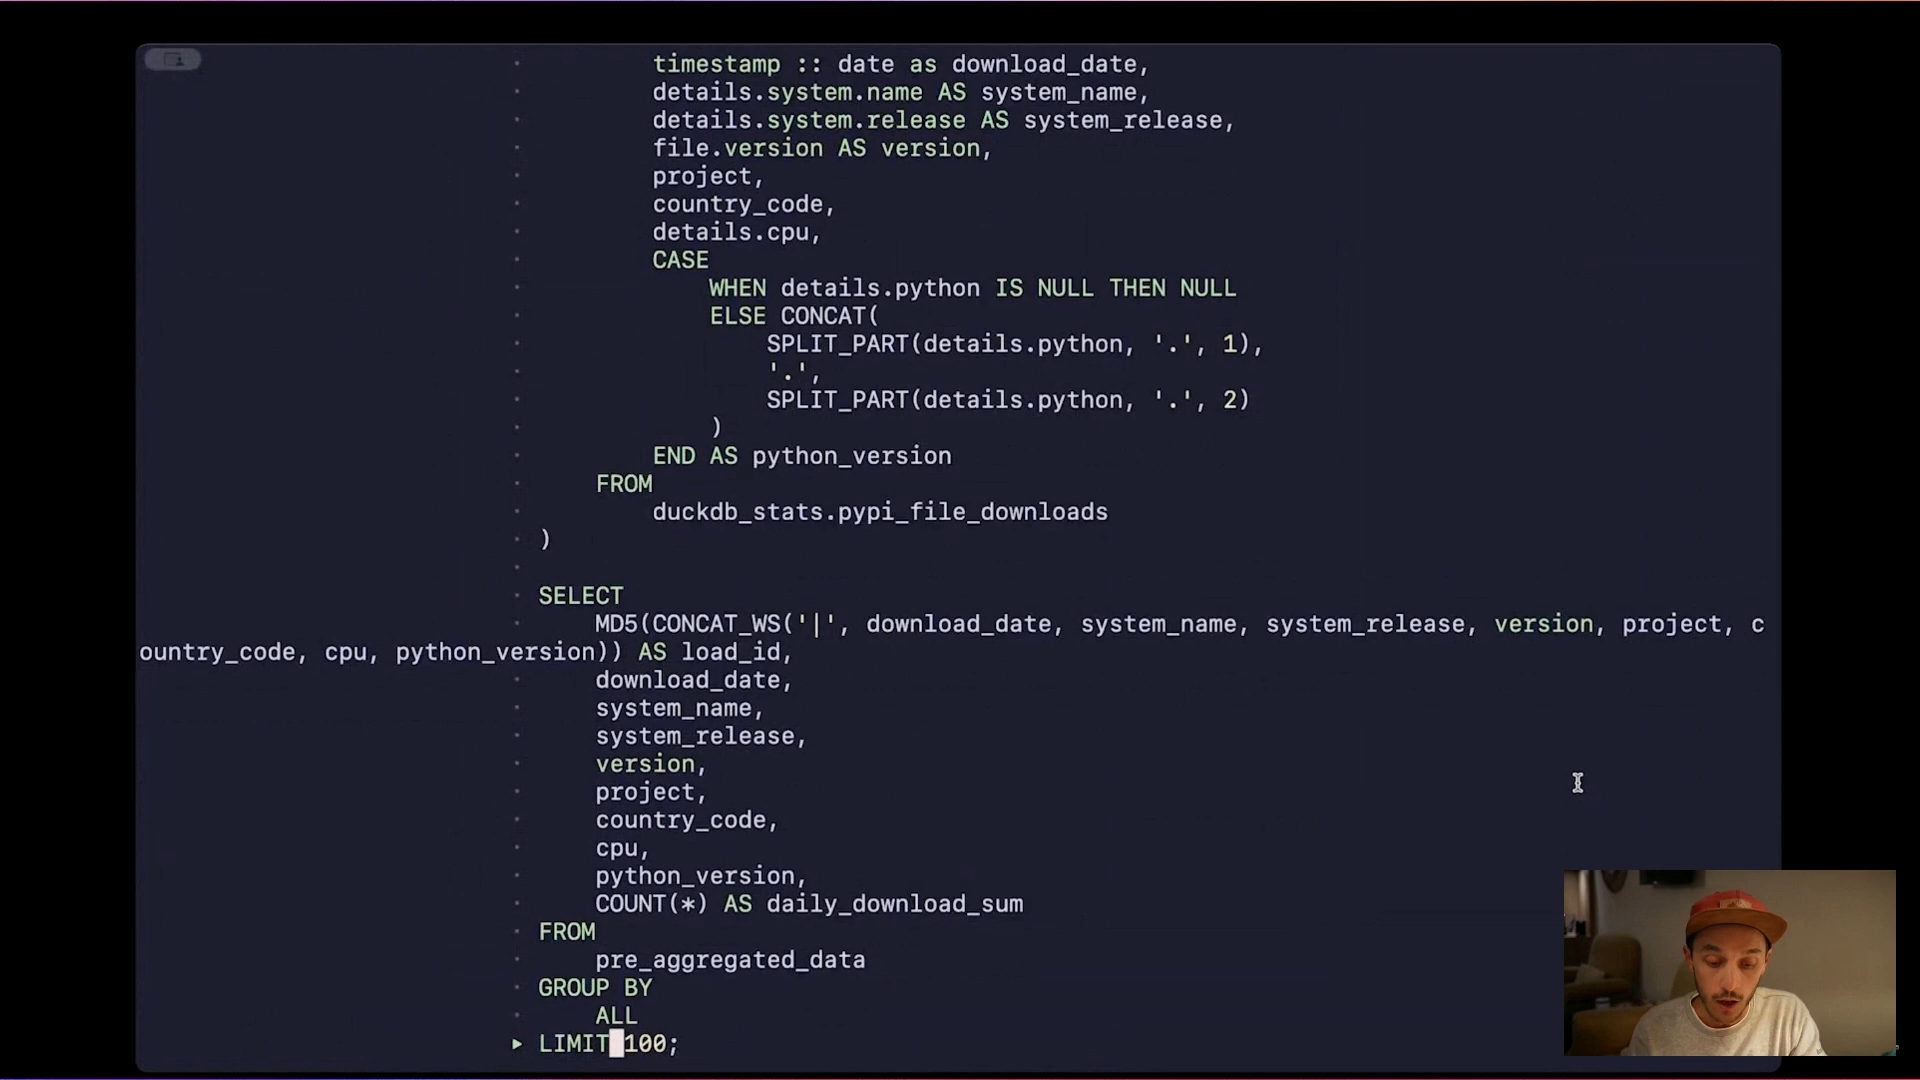 timestamp :: date as download_date,
details.system.name AS system_name,
details.system.release AS system_release,
file.version AS version,
project,
country_code,
details.cpu,
CASE
WHEN details.python IS NULL THEN NULL
ELSE CONCAT(
SPLIT_PART(details.python, '.', 1),
'.',
SPLIT_PART(details.python, '.', 2)
)
END AS python_version
FROM
duckdb_stats.pypi_file_downloads
)
SELECT
MD5(CONCAT_WS('|', download_date, system_name, system_release, version, project, c
ountry_code, cpu, python_version)) AS load_id,
download_date,
system_name,
system_release,
version,
project,
country_code,
cpu,
python_version,
COUNT(*) AS daily_download_sum
FROM
pre_aggregated_data
GROUP BY
ALL
LIMIT 100;